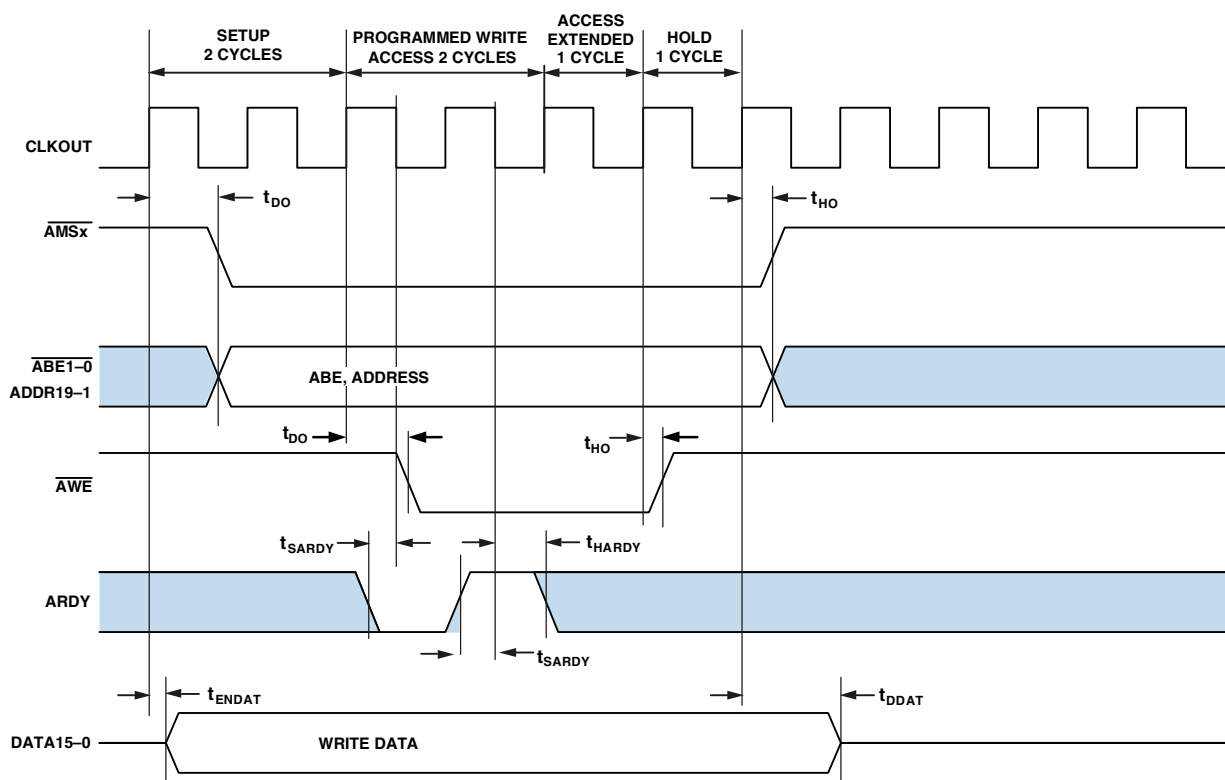 SETUP
2 CYCLES
PROGRAMMED WRITE
ACCESS 2 CYCLES
ACCESS
EXTENDED
1 CYCLE
HOLD
1 CYCLE
CLKOUT
tDO
tHO
AMSx
ABE1–0
ADDR19–1
ABE, ADDRESS
tDO
tHO
AWE
tSARDY
tHARDY
ARDY
tSARDY
tENDAT
tDDAT
DATA15–0
WRITE DATA